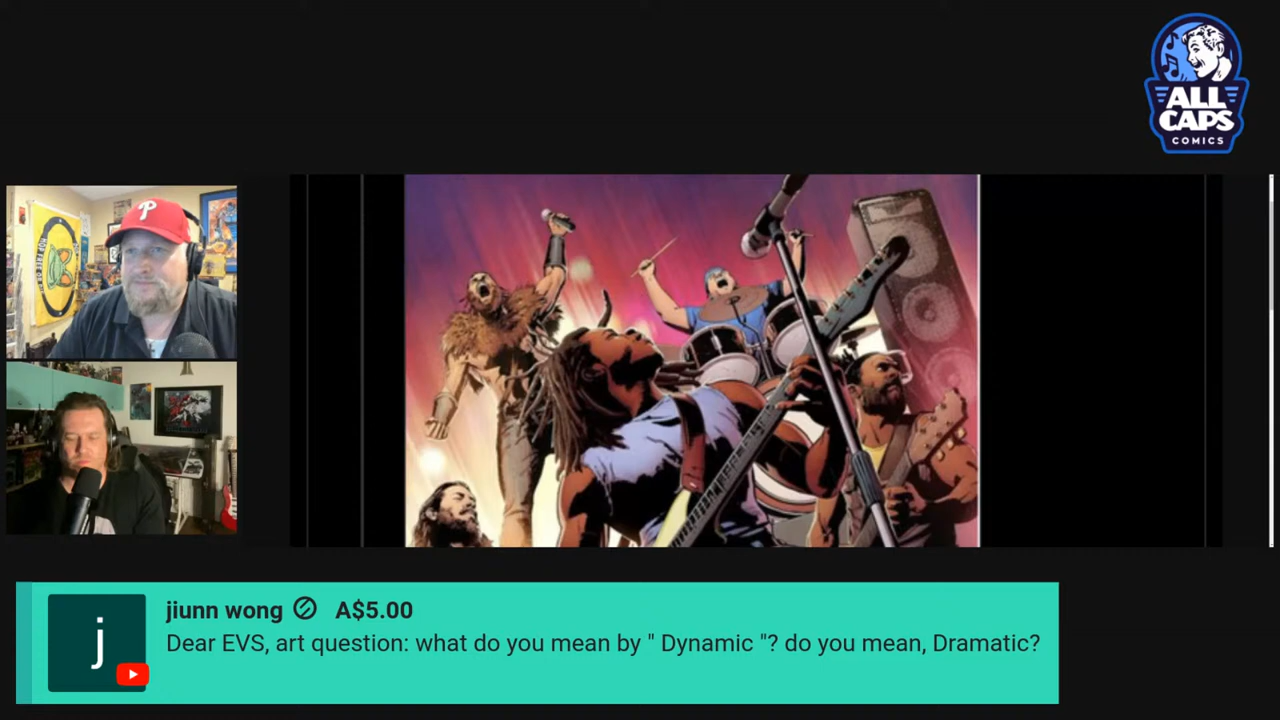 ALL
CAPS
COMICS
P
j
jiunn wong A$5.00
Dear EVS, art question: what do you mean by " Dynamic "? do you mean, Dramatic?